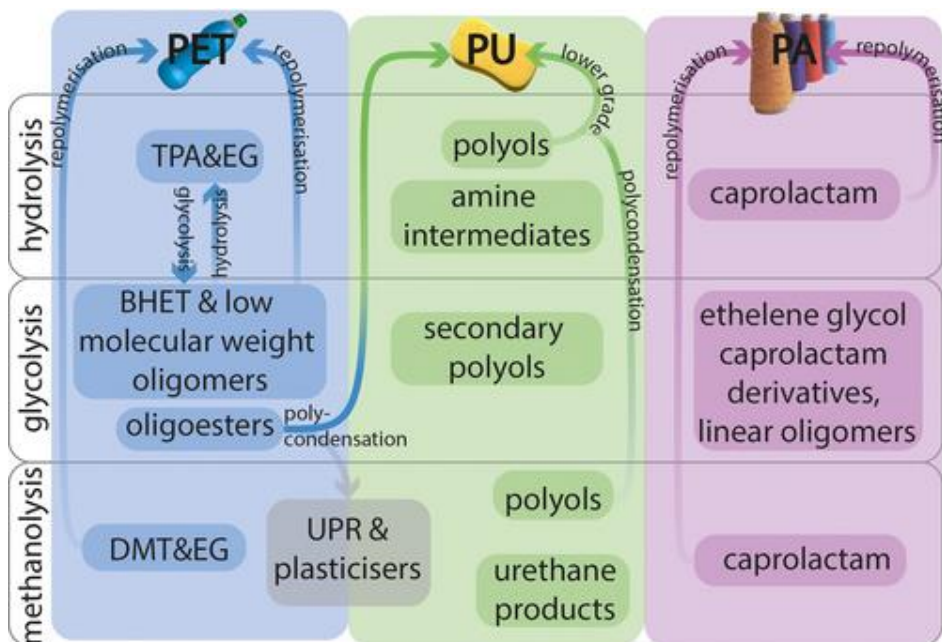 PET
PU
PA
repolymerisation
repolymerisation
lower grade
repolymerisation
repolymerisation
hydrolysis
TPA&EG
glycolysis
hydrolysis
polyols
amine
intermediates
polycondensation
caprolactam
glycolysis
BHET & low
molecular weight
oligomers
oligoesters
poly-
condensation
secondary
polyols
ethelene glycol
caprolactam
derivatives,
linear oligomers
methanolysis
DMT&EG
UPR &
plasticisers
polyols
urethane
products
caprolactam